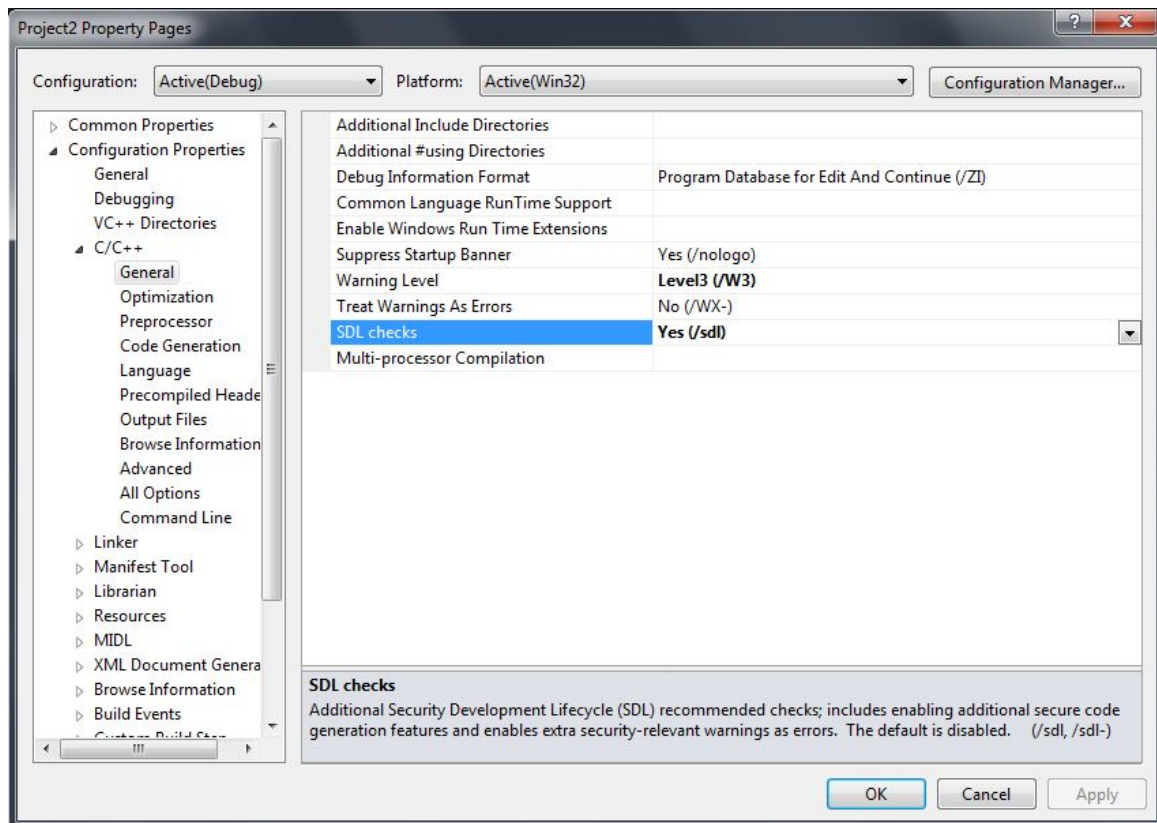 Project2 Property Pages
Configuration: Active(Debug) Platform: Active(Win32) Configuration Manager...
Common Properties
Configuration Properties
General
Debugging
VC++ Directories
C/C++
General
Optimization
Preprocessor
Code Generation
Language
Precompiled Heade
Output Files
Browse Information
Advanced
All Options
Command Line
Linker
Manifest Tool
Librarian
Resources
MIDL
XML Document Genera
Browse Information
Build Events
Custom Build Step
Additional Include Directories
Additional #using Directories
Debug Information Format Program Database for Edit And Continue (/ZI)
Common Language RunTime Support
Enable Windows Run Time Extensions
Suppress Startup Banner Yes (/nologo)
Warning Level Level3 (/W3)
Treat Warnings As Errors No (/WX-)
SDL checks Yes (/sdl)
Multi-processor Compilation
SDL checks
Additional Security Development Lifecycle (SDL) recommended checks; includes enabling additional secure code
generation features and enables extra security-relevant warnings as errors. The default is disabled. (/sdl, /sdl-)
OK Cancel Apply